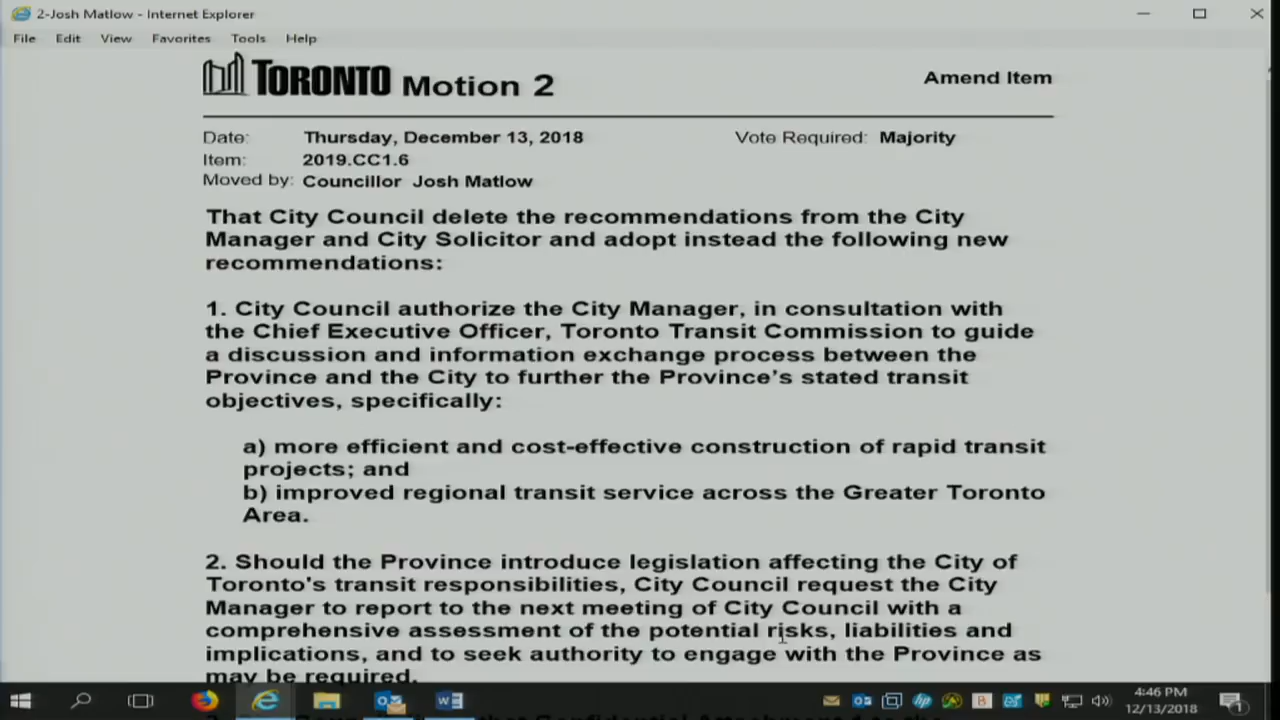 2-Josh Matlow - Internet Explorer
File Edit View Favorites Tools Help
TORONTO Motion 2
Amend Item
Date: Thursday, December 13, 2018
Vote Required: Majority
Item: 2019.CC1.6
Moved by: Councillor Josh Matlow
That City Council delete the recommendations from the City
Manager and City Solicitor and adopt instead the following new
recommendations:
1. City Council authorize the City Manager, in consultation with
the Chief Executive Officer, Toronto Transit Commission to guide
a discussion and information exchange process between the
Province and the City to further the Province's stated transit
objectives, specifically:
a) more efficient and cost-effective construction of rapid transit
projects; and
b) improved regional transit service across the Greater Toronto
Area.
2. Should the Province introduce legislation affecting the City of
Toronto's transit responsibilities, City Council request the City
Manager to report to the next meeting of City Council with a
comprehensive assessment of the potential risks, liabilities and
implications, and to seek authority to engage with the Province as
may be required.
that Confidential Attachment 1 to the
4:46 PM
12/13/2018